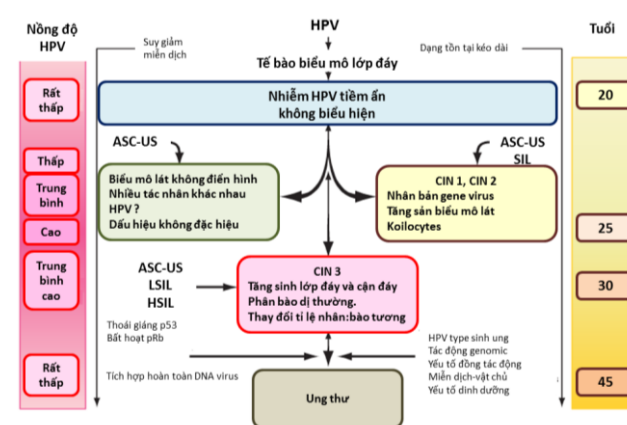 Nồng độ
HPV
Rất
thấp
Thấp
Trung
bình
Cao
Trung
bình
cao
Rất
thấp
Suy giảm
miễn dịch
HPV
Tế bào biểu mô lớp đáy
Dạng tồn tại kéo dài
Nhiễm HPV tiềm ẩn
không biểu hiện
ASC-US
ASC-US
SIL
Biểu mô lát không điển hình
Nhiều tác nhân khác nhau
HPV ?
Dấu hiệu không đặc hiệu
CIN 1, CIN 2
Nhân bản gene virus
Tăng sản biểu mô lát
Koilocytes
ASC-US
LSIL
HSIL
CIN 3
Tăng sinh lớp đáy và cận đáy
Phân bào dị thường.
Thay đổi tỉ lệ nhân:bào tương
Thoái giáng p53
Bất hoạt pRb
Tích hợp hoàn toàn DNA virus
HPV type sinh ung
Tác động genomic
Yếu tố đồng tác động
Miễn dịch-vật chủ
Yếu tố dinh dưỡng
Ung thư
Tuổi
20
25
30
45